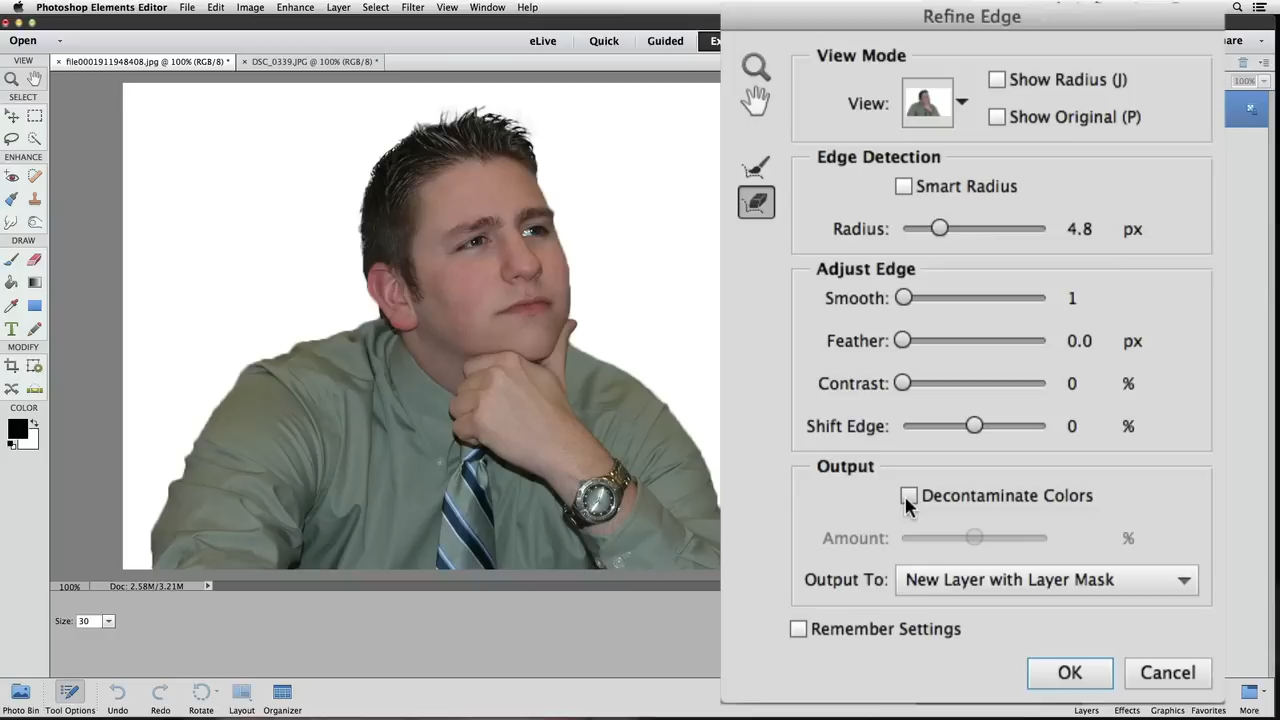 Photoshop Elements Editor File Edit Image Enhance Layer Select Filter View Window Help
Open
eLive Quick Guided Ex
are
VIEW
× file0001911948408.jpg @ 100% (RGB/8) *
× DSC_0339.JPG @ 100% (RGB/8) *
100%
SELECT
ENHANCE
DRAW
T
MODIFY
COLOR
Refine Edge
View Mode
View:
Show Radius (J)
Show Original (P)
Edge Detection
Smart Radius
Radius: 4.8 px
Adjust Edge
Smooth: 1
Feather: 0.0 px
Contrast: 0 %
Shift Edge: 0 %
Output
Decontaminate Colors
Amount: %
Output To: New Layer with Layer Mask
Remember Settings
OK Cancel
100% Doc: 2.58M/3.21M
Size: 30
Photo Bin Tool Options Undo Redo Rotate Layout Organizer
Layers Effects Graphics Favorites More